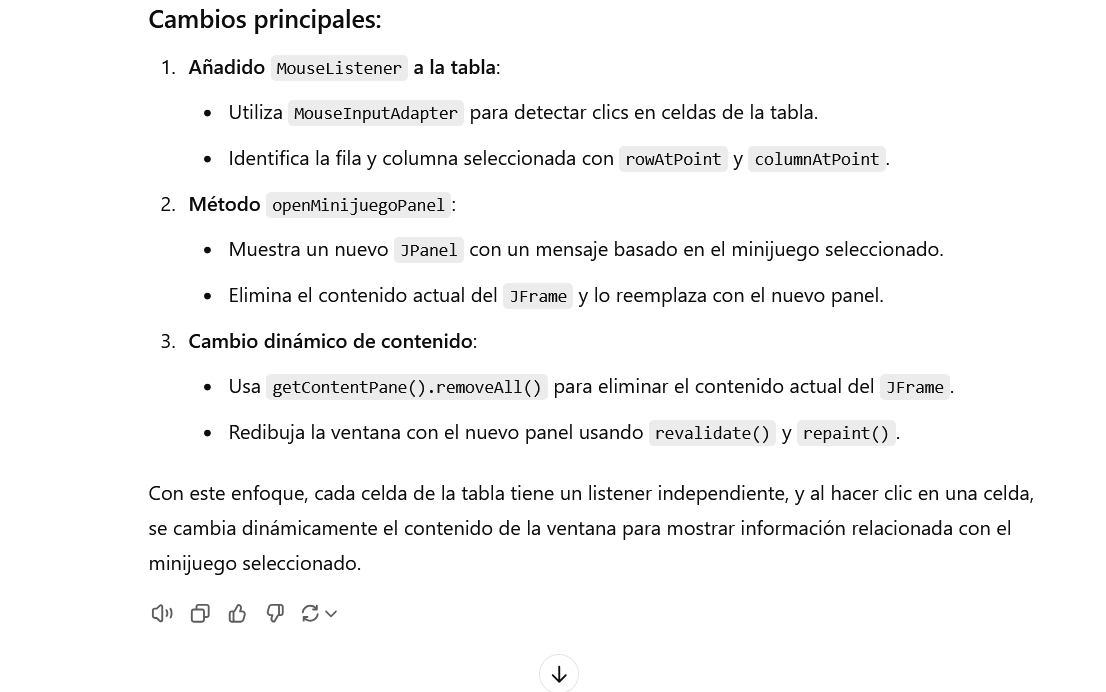 Cambios principales:
1. Añadido MouseListener a la tabla:
• Utiliza MouseInputAdapter para detectar clics en celdas de la tabla.
• Identifica la fila y columna seleccionada con rowAtPoint y columnAtPoint.
2. Método openMinijuegoPanel:
• Muestra un nuevo JPanel con un mensaje basado en el minijuego seleccionado.
• Elimina el contenido actual del JFrame y lo reemplaza con el nuevo panel.
3. Cambio dinámico de contenido:
• Usa getContentPane().removeAll() para eliminar el contenido actual del JFrame.
• Redibuja la ventana con el nuevo panel usando revalidate() y repaint().
Con este enfoque, cada celda de la tabla tiene un listener independiente, y al hacer clic en una celda,
se cambia dinámicamente el contenido de la ventana para mostrar información relacionada con el
minijuego seleccionado.